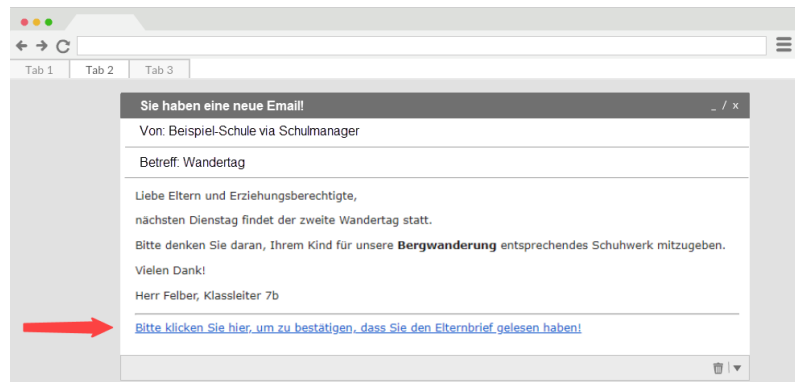 Tab 1 Tab 2 Tab 3
Sie haben eine neue Email! _ / x
Von: Beispiel-Schule via Schulmanager
Betreff: Wandertag
Liebe Eltern und Erziehungsberechtigte,
nächsten Dienstag findet der zweite Wandertag statt.
Bitte denken Sie daran, Ihrem Kind für unsere Bergwanderung entsprechendes Schuhwerk mitzugeben.
Vielen Dank!
Herr Felber, Klassleiter 7b
Bitte klicken Sie hier, um zu bestätigen, dass Sie den Elternbrief gelesen haben!